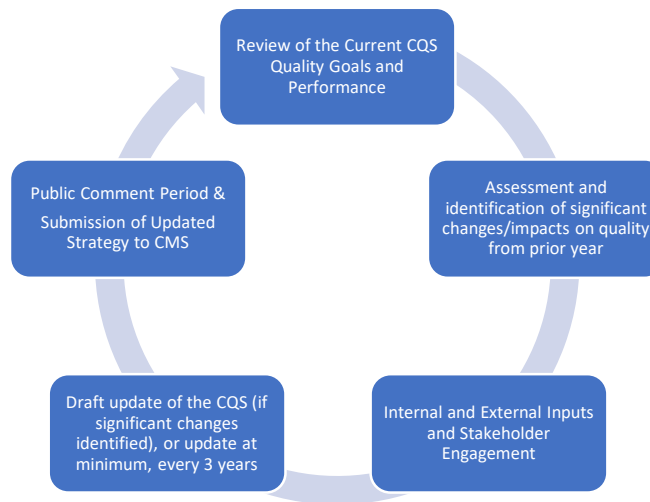 Review of the Current CQS
Quality Goals and
Performance
Assessment and
identification of significant
changes/impacts on quality
from prior year
Internal and External Inputs
and Stakeholder
Engagement
Draft update of the CQS (if
significant changes
identified), or update at
minimum, every 3 years
Public Comment Period &
Submission of Updated
Strategy to CMS